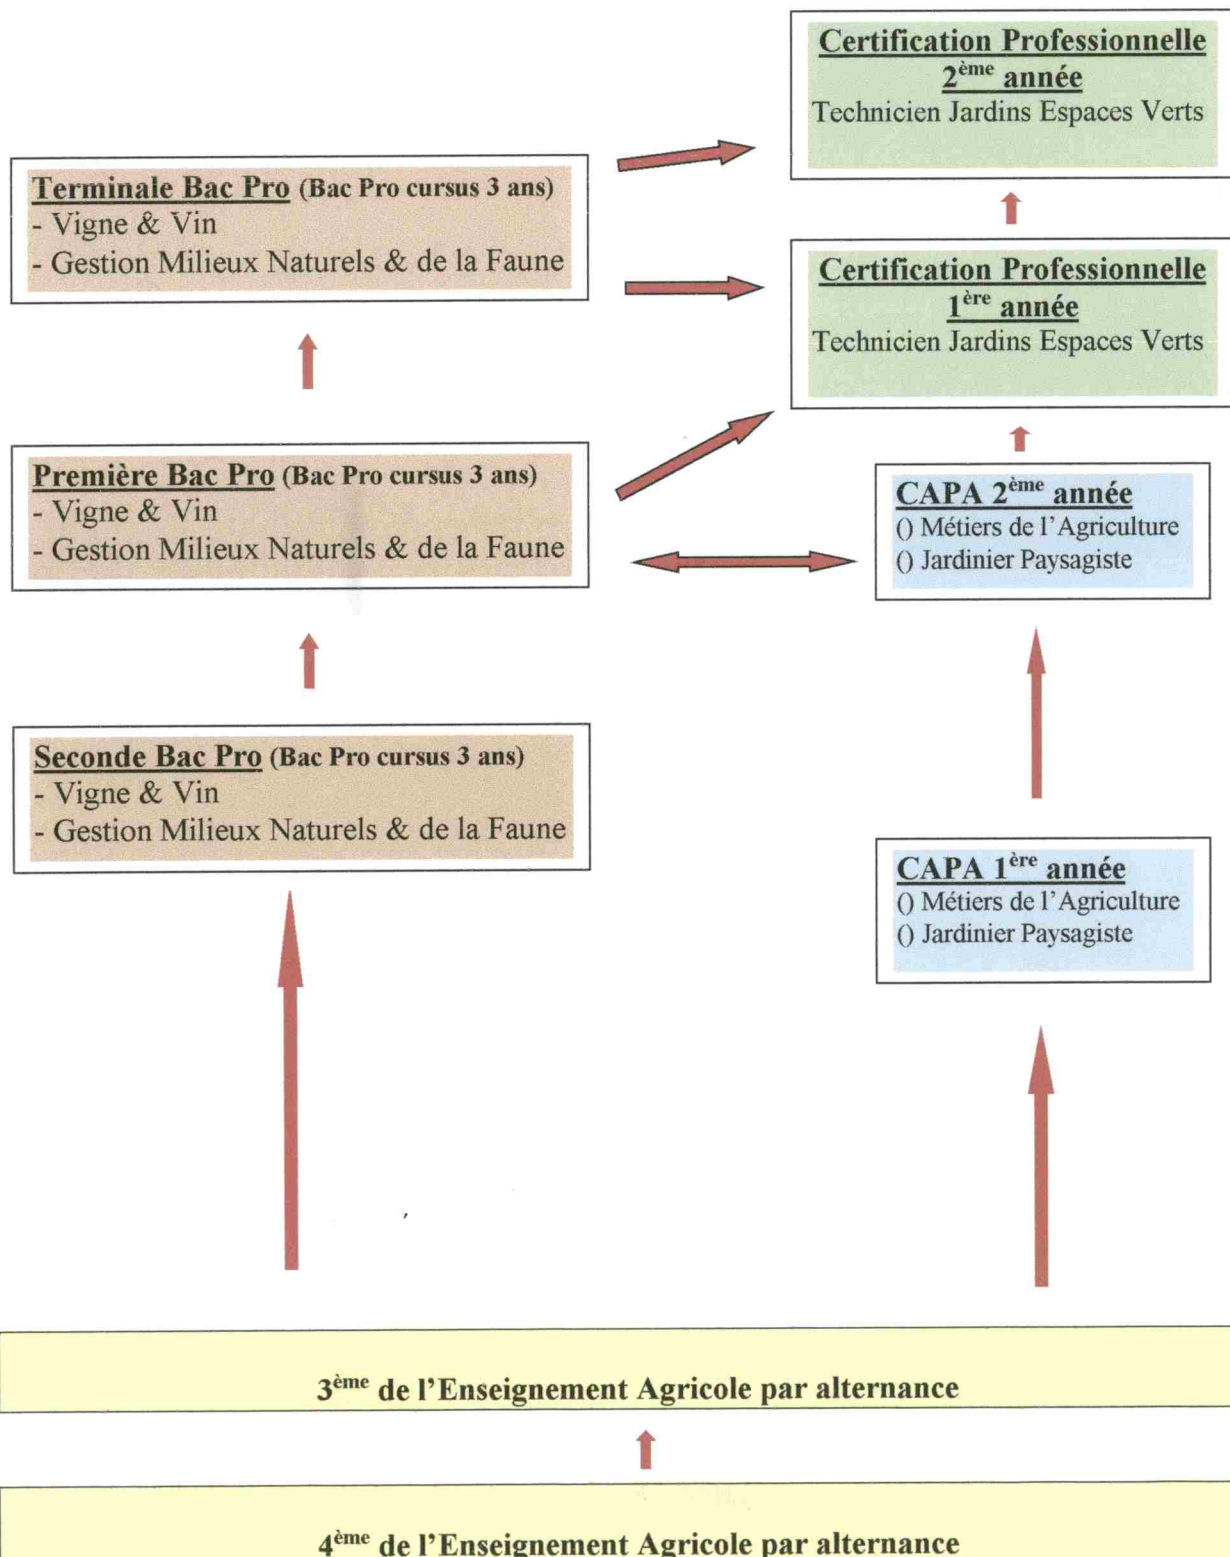 Certification Professionnelle
2ème année
Technicien Jardins Espaces Verts
Terminale Bac Pro (Bac Pro cursus 3 ans)
- Vigne & Vin
- Gestion Milieux Naturels & de la Faune
Certification Professionnelle
1ère année
Technicien Jardins Espaces Verts
Première Bac Pro (Bac Pro cursus 3 ans)
- Vigne & Vin
- Gestion Milieux Naturels & de la Faune
CAPA 2ème année
() Métiers de l'Agriculture
() Jardinier Paysagiste
Seconde Bac Pro (Bac Pro cursus 3 ans)
- Vigne & Vin
- Gestion Milieux Naturels & de la Faune
CAPA 1ère année
() Métiers de l'Agriculture
() Jardinier Paysagiste
3ème de l'Enseignement Agricole par alternance
4ème de l'Enseignement Agricole par alternance